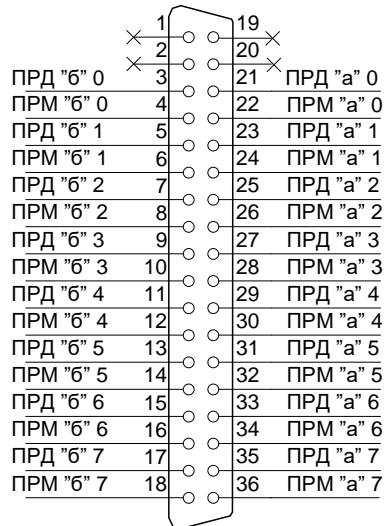 1 19
2 20
ПРД "б" 0 3 21 ПРД "а" 0
ПРМ "б" 0 4 22 ПРМ "а" 0
ПРД "б" 1 5 23 ПРД "а" 1
ПРМ "б" 1 6 24 ПРМ "а" 1
ПРД "б" 2 7 25 ПРД "а" 2
ПРМ "б" 2 8 26 ПРМ "а" 2
ПРД "б" 3 9 27 ПРД "а" 3
ПРМ "б" 3 10 28 ПРМ "а" 3
ПРД "б" 4 11 29 ПРД "а" 4
ПРМ "б" 4 12 30 ПРМ "а" 4
ПРД "б" 5 13 31 ПРД "а" 5
ПРМ "б" 5 14 32 ПРМ "а" 5
ПРД "б" 6 15 33 ПРД "а" 6
ПРМ "б" 6 16 34 ПРМ "а" 6
ПРД "б" 7 17 35 ПРД "а" 7
ПРМ "б" 7 18 36 ПРМ "а" 7